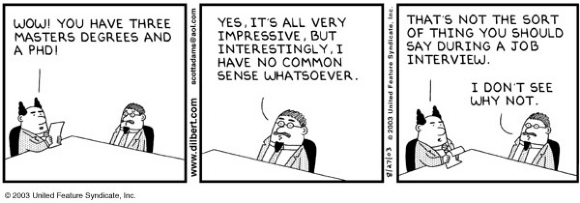 WOW! YOU HAVE THREE
MASTERS DEGREES AND
A PHD!
www.dilbert.com
scottadams@aol.com
YES, IT'S ALL VERY
IMPRESSIVE, BUT
INTERESTINGLY, I
HAVE NO COMMON
SENSE WHATSOEVER.
8/27/03 © 2003 United Feature Syndicate, Inc.
THAT'S NOT THE SORT
OF THING YOU SHOULD
SAY DURING A JOB
INTERVIEW.
I DON'T SEE
WHY NOT.
© 2003 United Feature Syndicate, Inc.